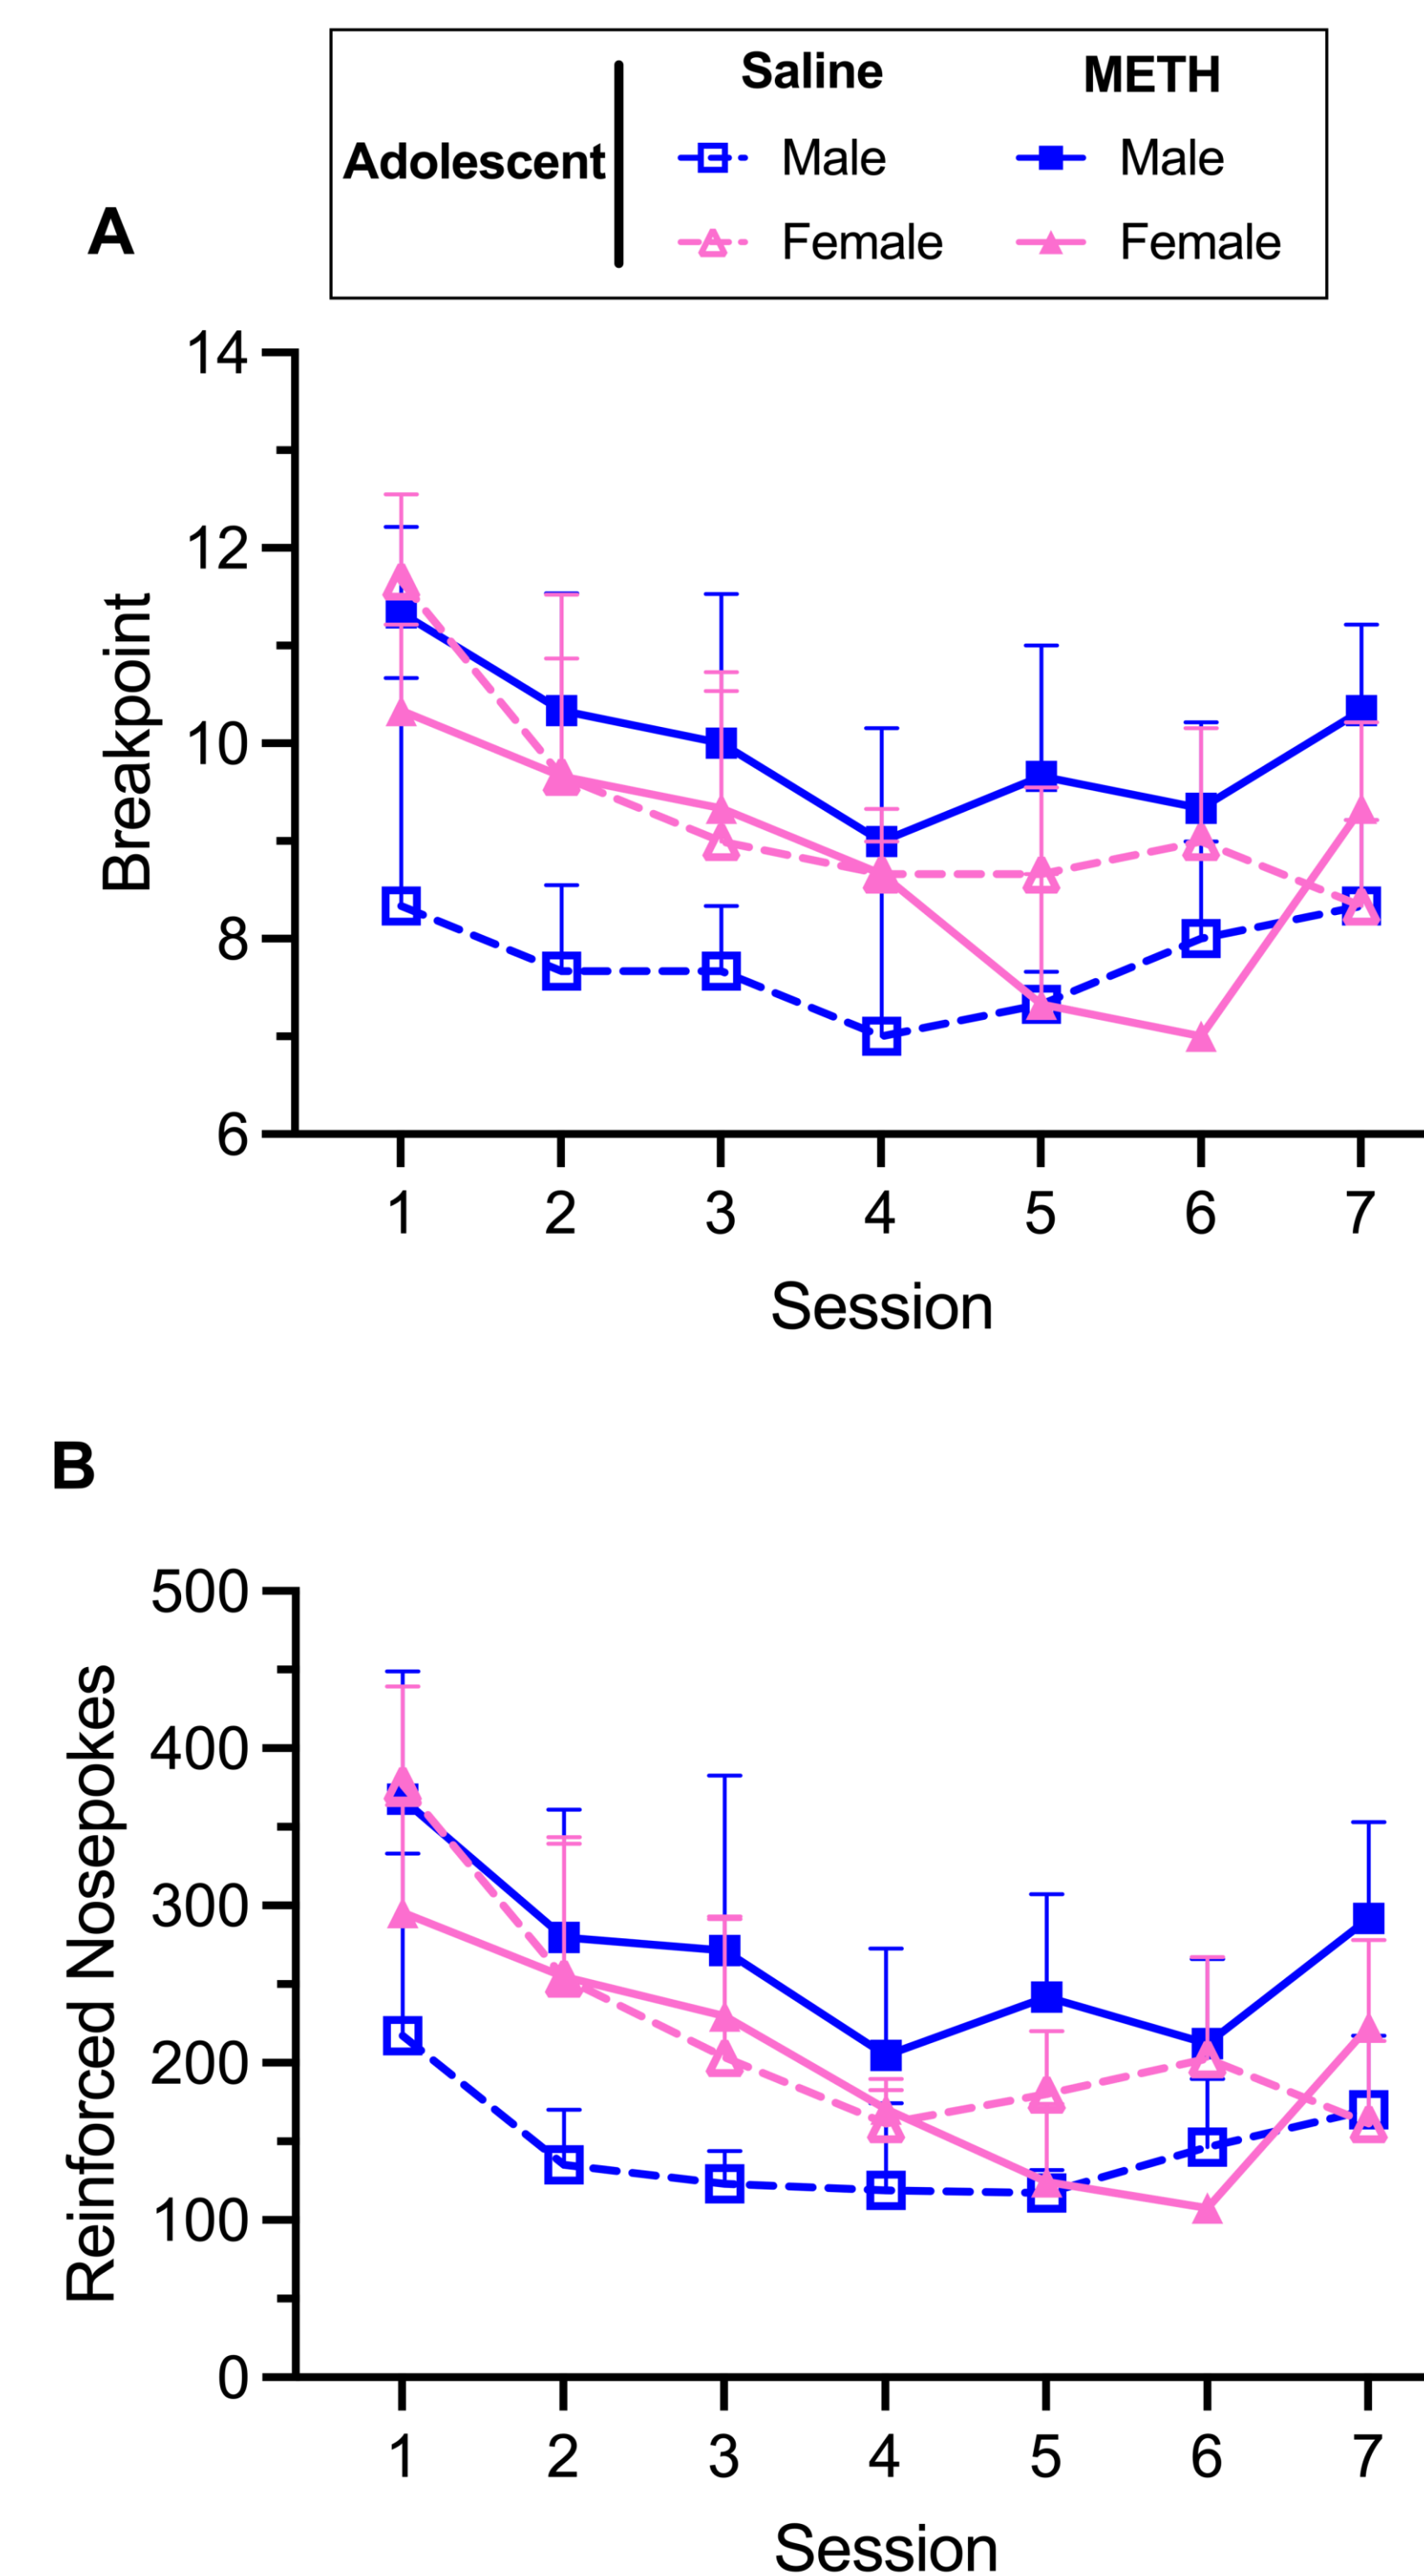 Saline METH
Adolescent
Male Male
Female Female
A
14
12
10
8
6
Breakpoint
1 2 3 4 5 6 7
Session
B
500
400
300
200
100
0
Reinforced Nosepokes
1 2 3 4 5 6 7
Session